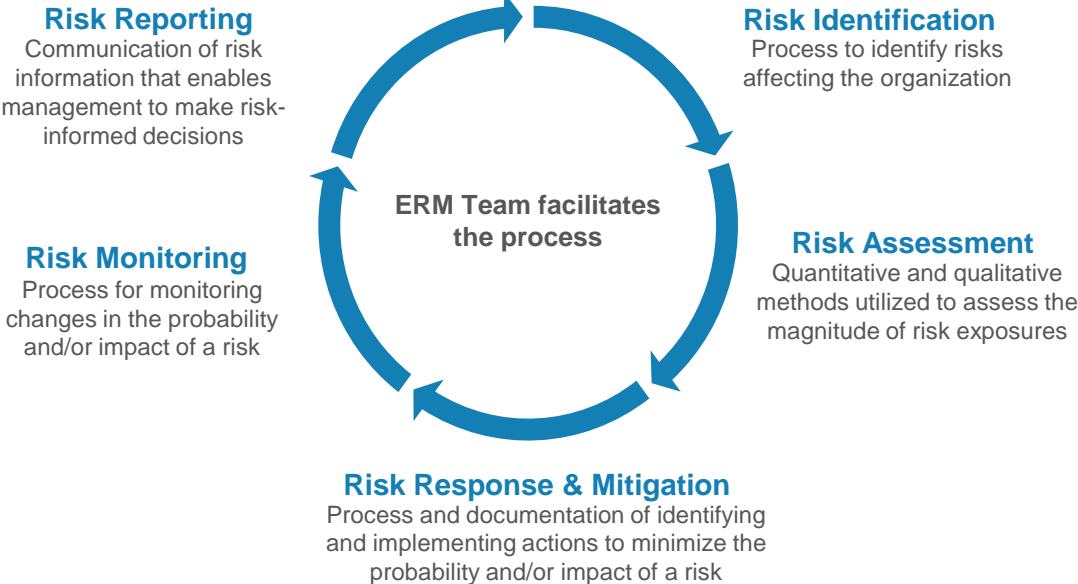 Risk Reporting
Communication of risk
information that enables
management to make risk-
informed decisions
Risk Identification
Process to identify risks
affecting the organization
ERM Team facilitates
the process
Risk Assessment
Quantitative and qualitative
methods utilized to assess the
magnitude of risk exposures
Risk Monitoring
Process for monitoring
changes in the probability
and/or impact of a risk
Risk Response & Mitigation
Process and documentation of identifying
and implementing actions to minimize the
probability and/or impact of a risk